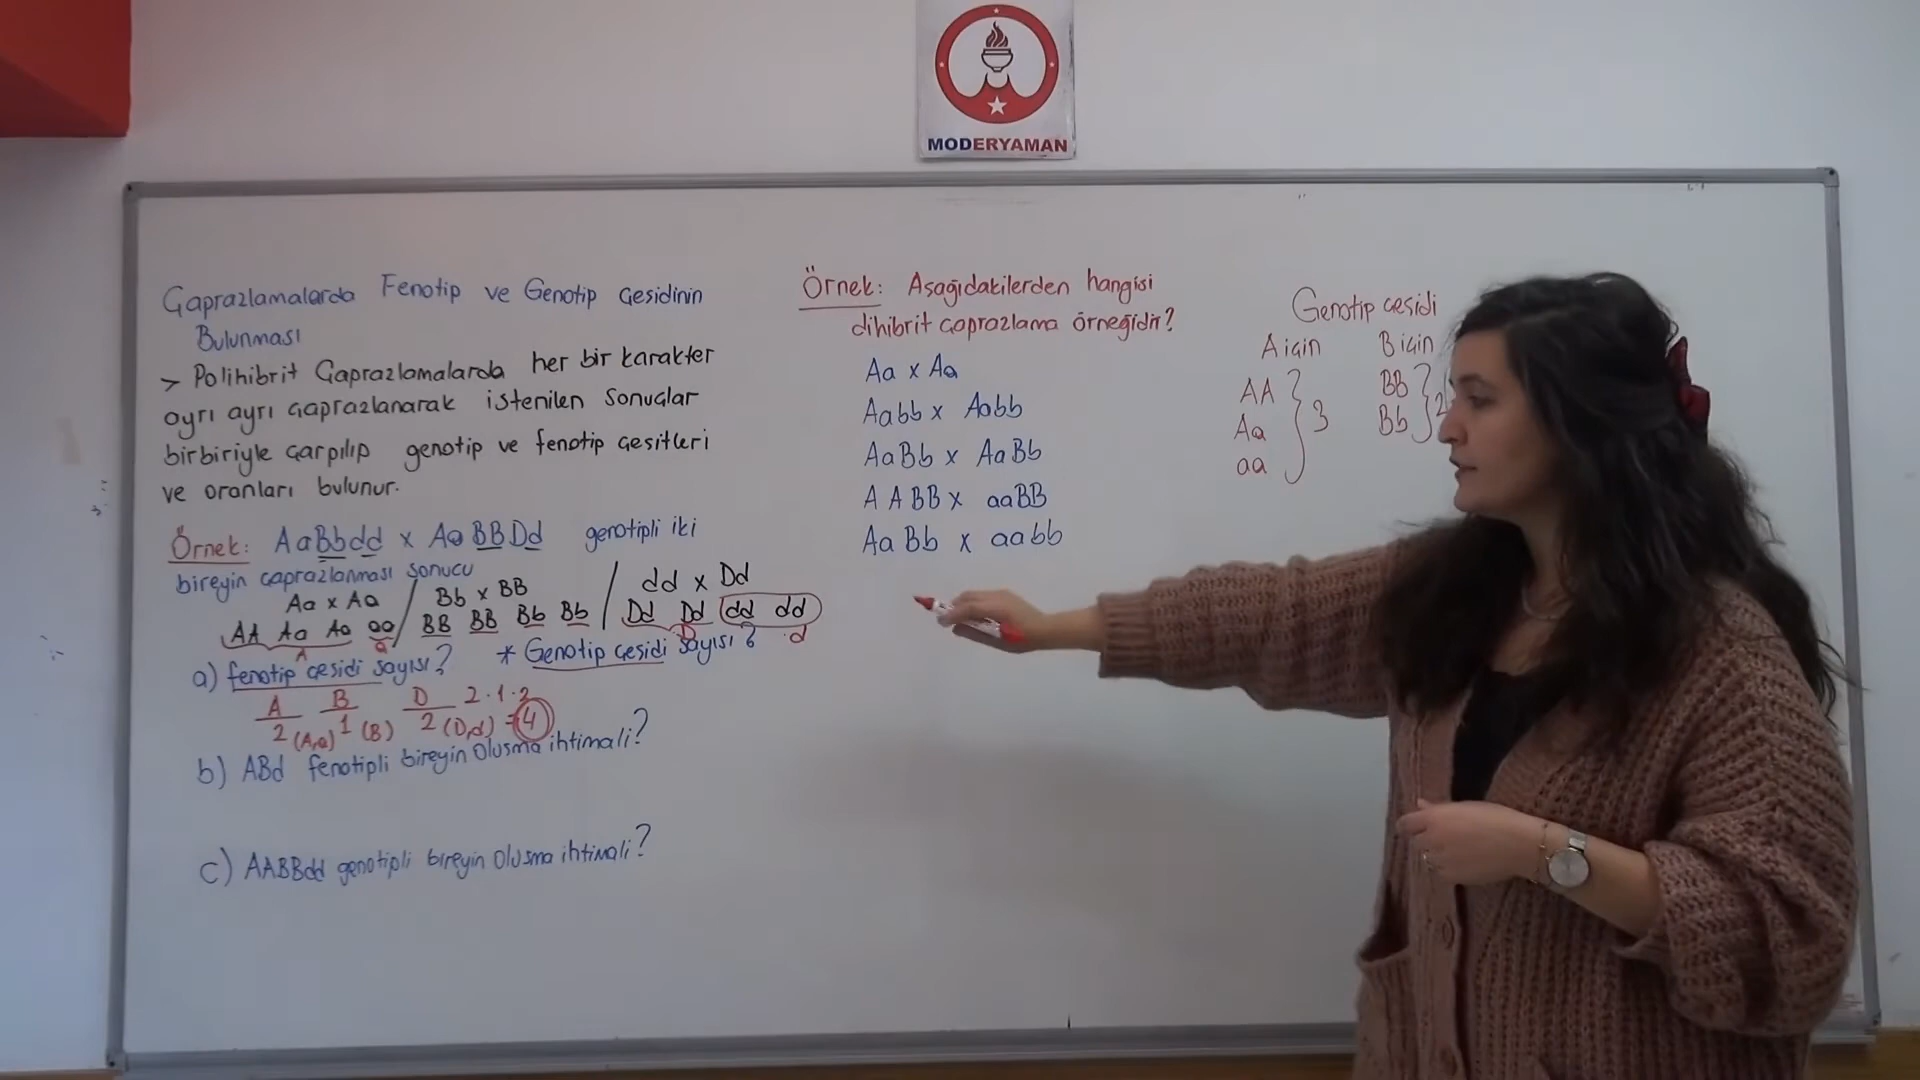 MODERYAMAN
Çaprazlamalarda Fenotip ve Genotip Çeşidinin
Bulunması
> Polihibrit Çaprazlamalarda her bir karakter
ayrı ayrı çaprazlanarak istenilen sonuçlar
birbiriyle çarpılıp genotip ve fenotip çeşitleri
ve oranları bulunur.
Örnek: AaBbdd x AaBBDd genotipli iki
bireyin çaprazlanması sonucu
Aa x Aa / Bb x BB / dd x Dd
AA Aa Aa aa / BB BB Bb Bb / Dd Dd dd dd
A a D d
a) fenotip çeşidi sayısı? * Genotip çeşidi sayısı?
A B D 2.1.2
2 (A,a) 1 (B) 2 (D,d) = 4
b) ABd fenotipli bireyin oluşma ihtimali?
c) AABBdd genotipli bireyin oluşma ihtimali?
Örnek: Aşağıdakilerden hangisi
dihibrit çaprazlama örneğidir?
Aa x Aa
Aabb x Aabb
AaBb x AaBb
AABB x aaBB
AaBb x aabb
Genotip çeşidi
A için B için
AA BB
Aa } 3 Bb } 2
aa